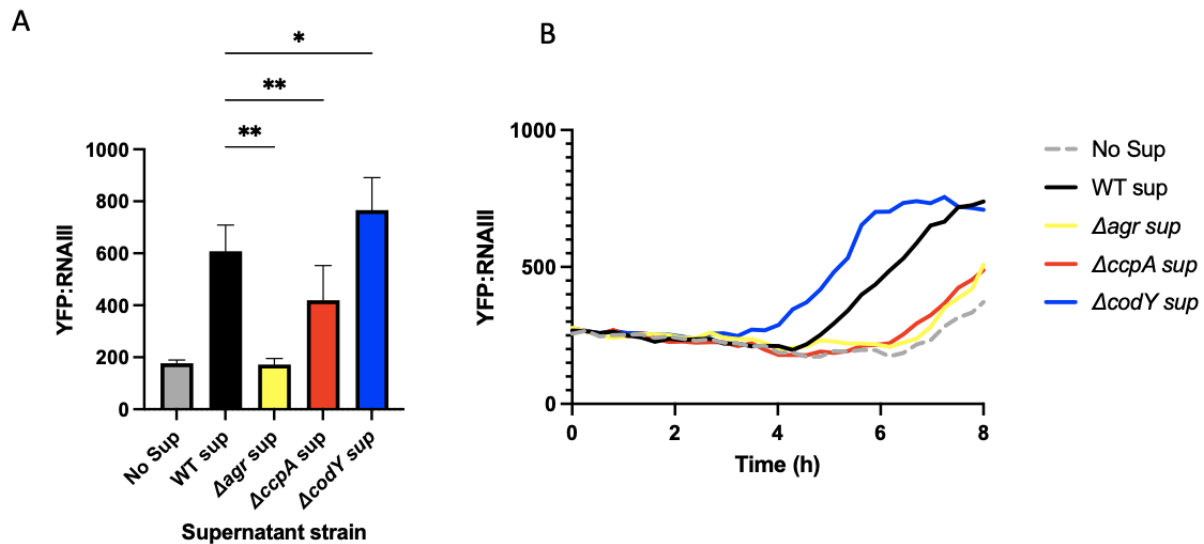 A
*
**
**
YFP:RNAIII
1000
800
600
400
200
0
No Sup
WT sup
Δagr sup
ΔccpA sup
ΔcodY sup
Supernatant strain
B
YFP:RNAIII
1000
500
0
0 2 4 6 8
Time (h)
No Sup
WT sup
Δagr sup
ΔccpA sup
ΔcodY sup